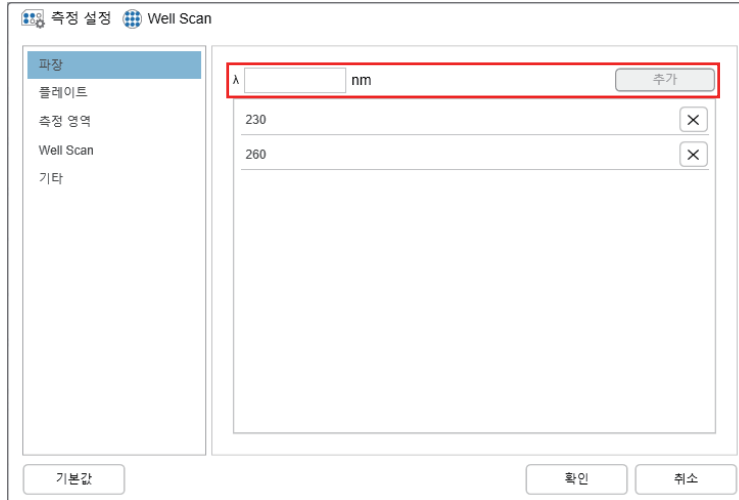 측정 설정 Well Scan
파장
플레이트
측정 영역
Well Scan
기타
λ nm 추가
230
260
기본값 확인 취소